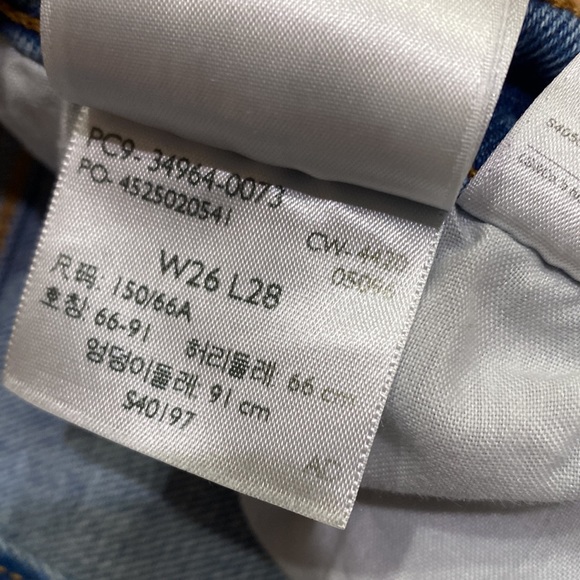 PC9- 34964-0073
PO- 4525020541
CW-
W26 L28
尺码: 150/66A
호칭: 66-91
허리둘레: 66 cm
엉덩이둘레: 91 cm
S40197
AC